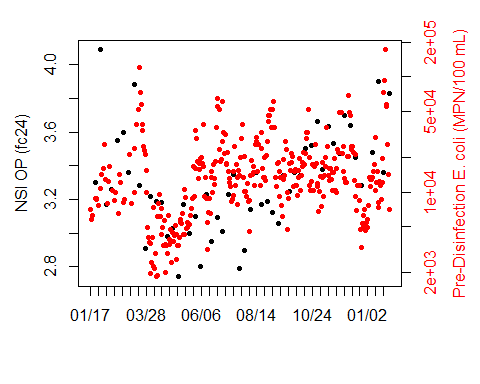 NSI OP (fc24)
4.0
3.6
3.2
2.8
2e+05
5e+04
1e+04
2e+03
Pre-Disinfection E. coli (MPN/100 mL)
01/17 03/28 06/06 08/14 10/24 01/02